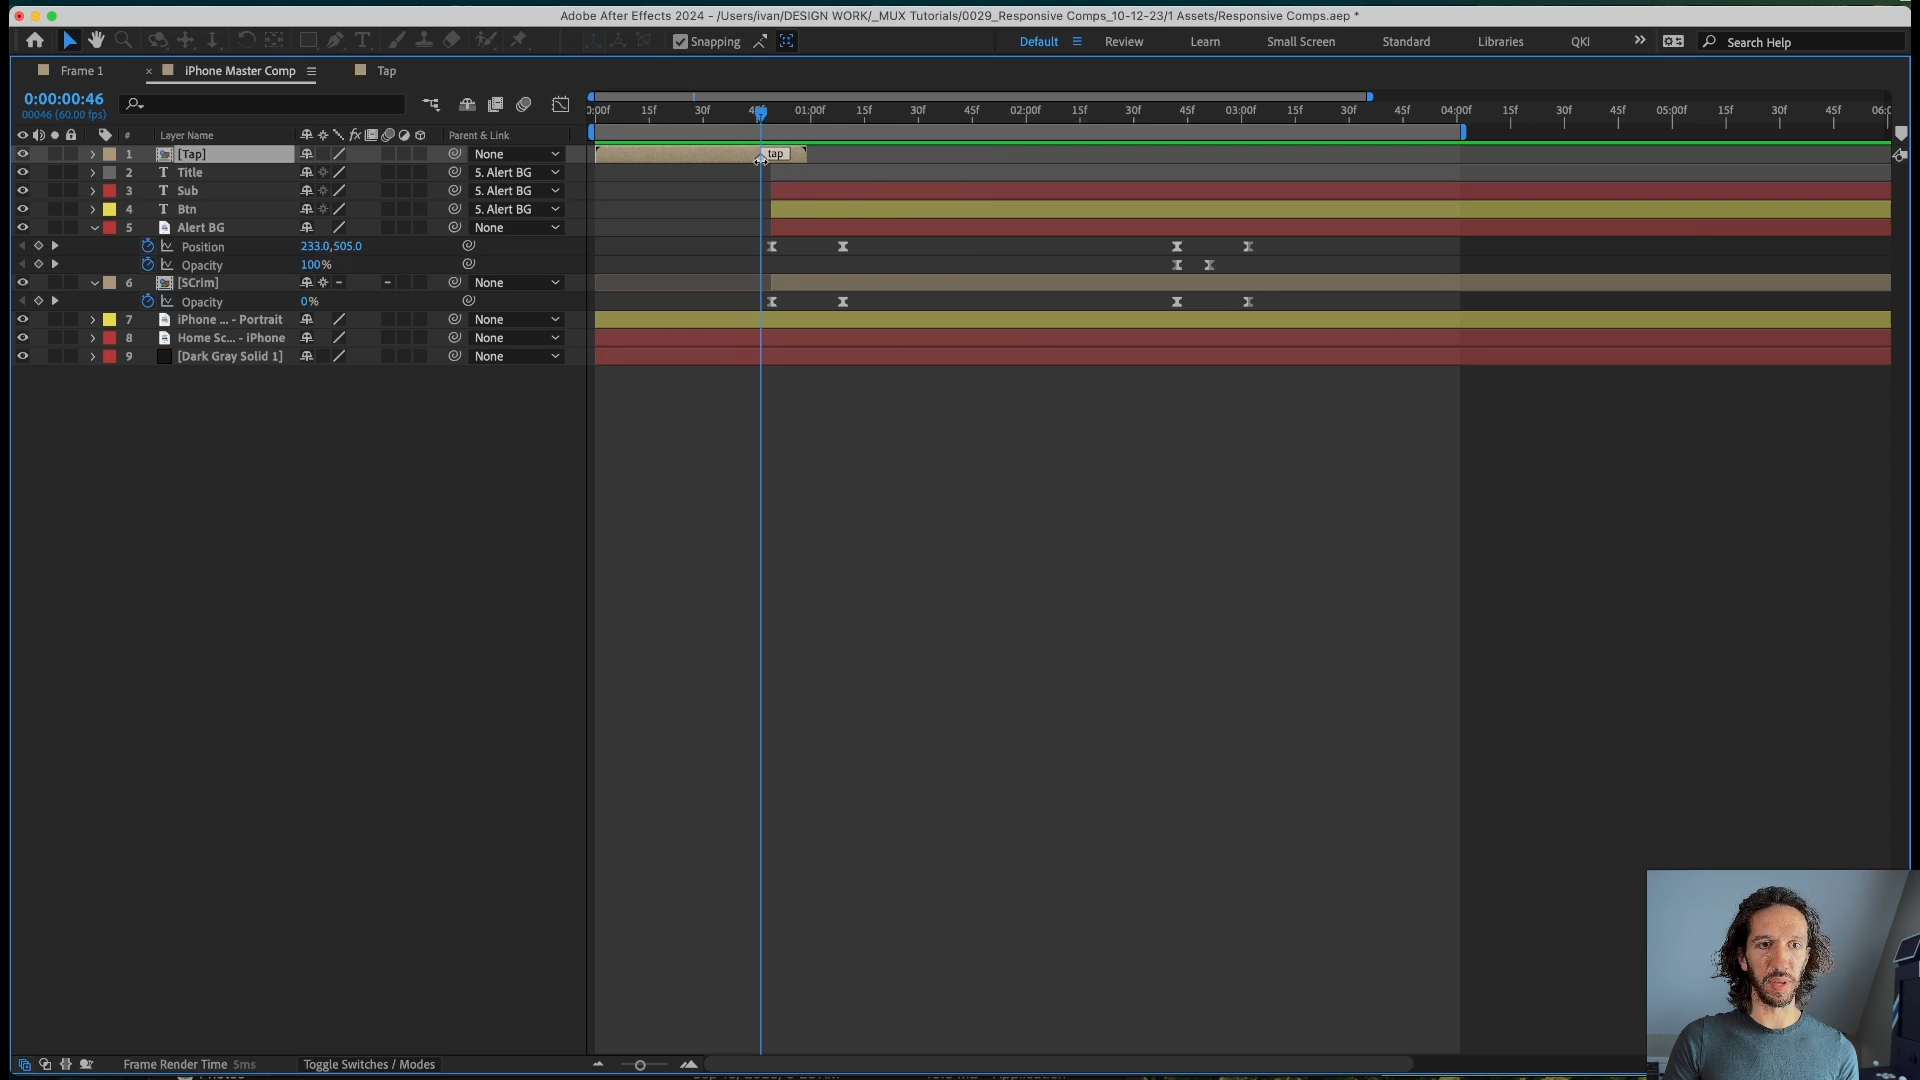 Adobe After Effects 2024 - /Users/ivan/DESIGN WORK/_MUX Tutorials/0029_Responsive Comps_10-12-23/1 Assets/Responsive Comps.aep *
Snapping
Default Review Learn Small Screen Standard Libraries QKI Search Help
Frame 1 × iPhone Master Comp Tap
0:00:00:46
00046 (60.00 fps)
:00f 15f 30f 45f 01:00f 15f 30f 45f 02:00f 15f 30f 45f 03:00f 15f 30f 45f 04:00f 15f 30f 45f 05:00f 15f 30f 45f 06:0
# Layer Name fx Parent & Link
1 [Tap] None tap
2 T Title 5. Alert BG
3 T Sub 5. Alert BG
4 T Btn 5. Alert BG
5 Alert BG None
Position 233.0,505.0
Opacity 100%
6 [SCrim] None
Opacity 0%
7 iPhone ... - Portrait None
8 Home Sc... - iPhone None
9 [Dark Gray Solid 1] None
Frame Render Time 5ms Toggle Switches / Modes